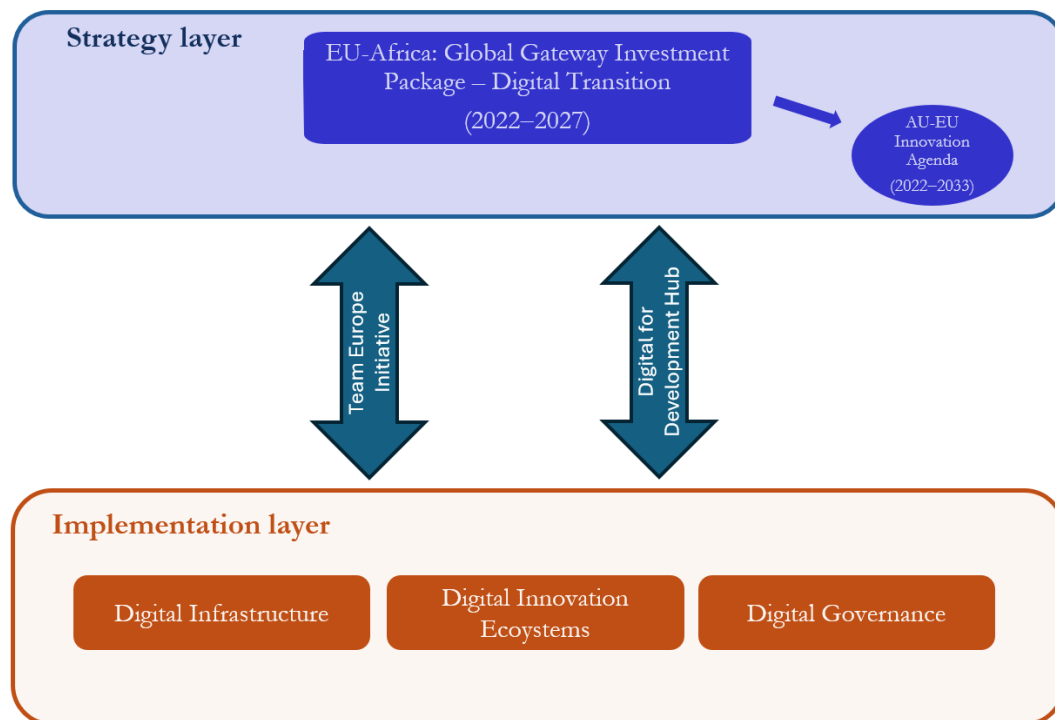 Strategy layer
EU-Africa: Global Gateway Investment
Package – Digital Transition
(2022–2027)
AU-EU
Innovation
Agenda
(2022–2033)
Team Europe
Initiative
Digital for
Development Hub
Implementation layer
Digital Infrastructure
Digital Innovation
Ecoystems
Digital Governance